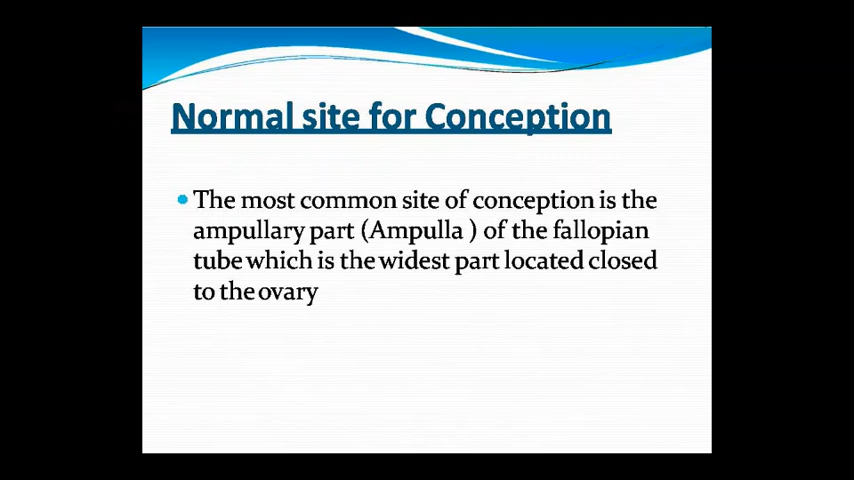 Normal site for Conception
The most common site of conception is the
ampullary part (Ampulla ) of the fallopian
tube which is the widest part located closed
to the ovary